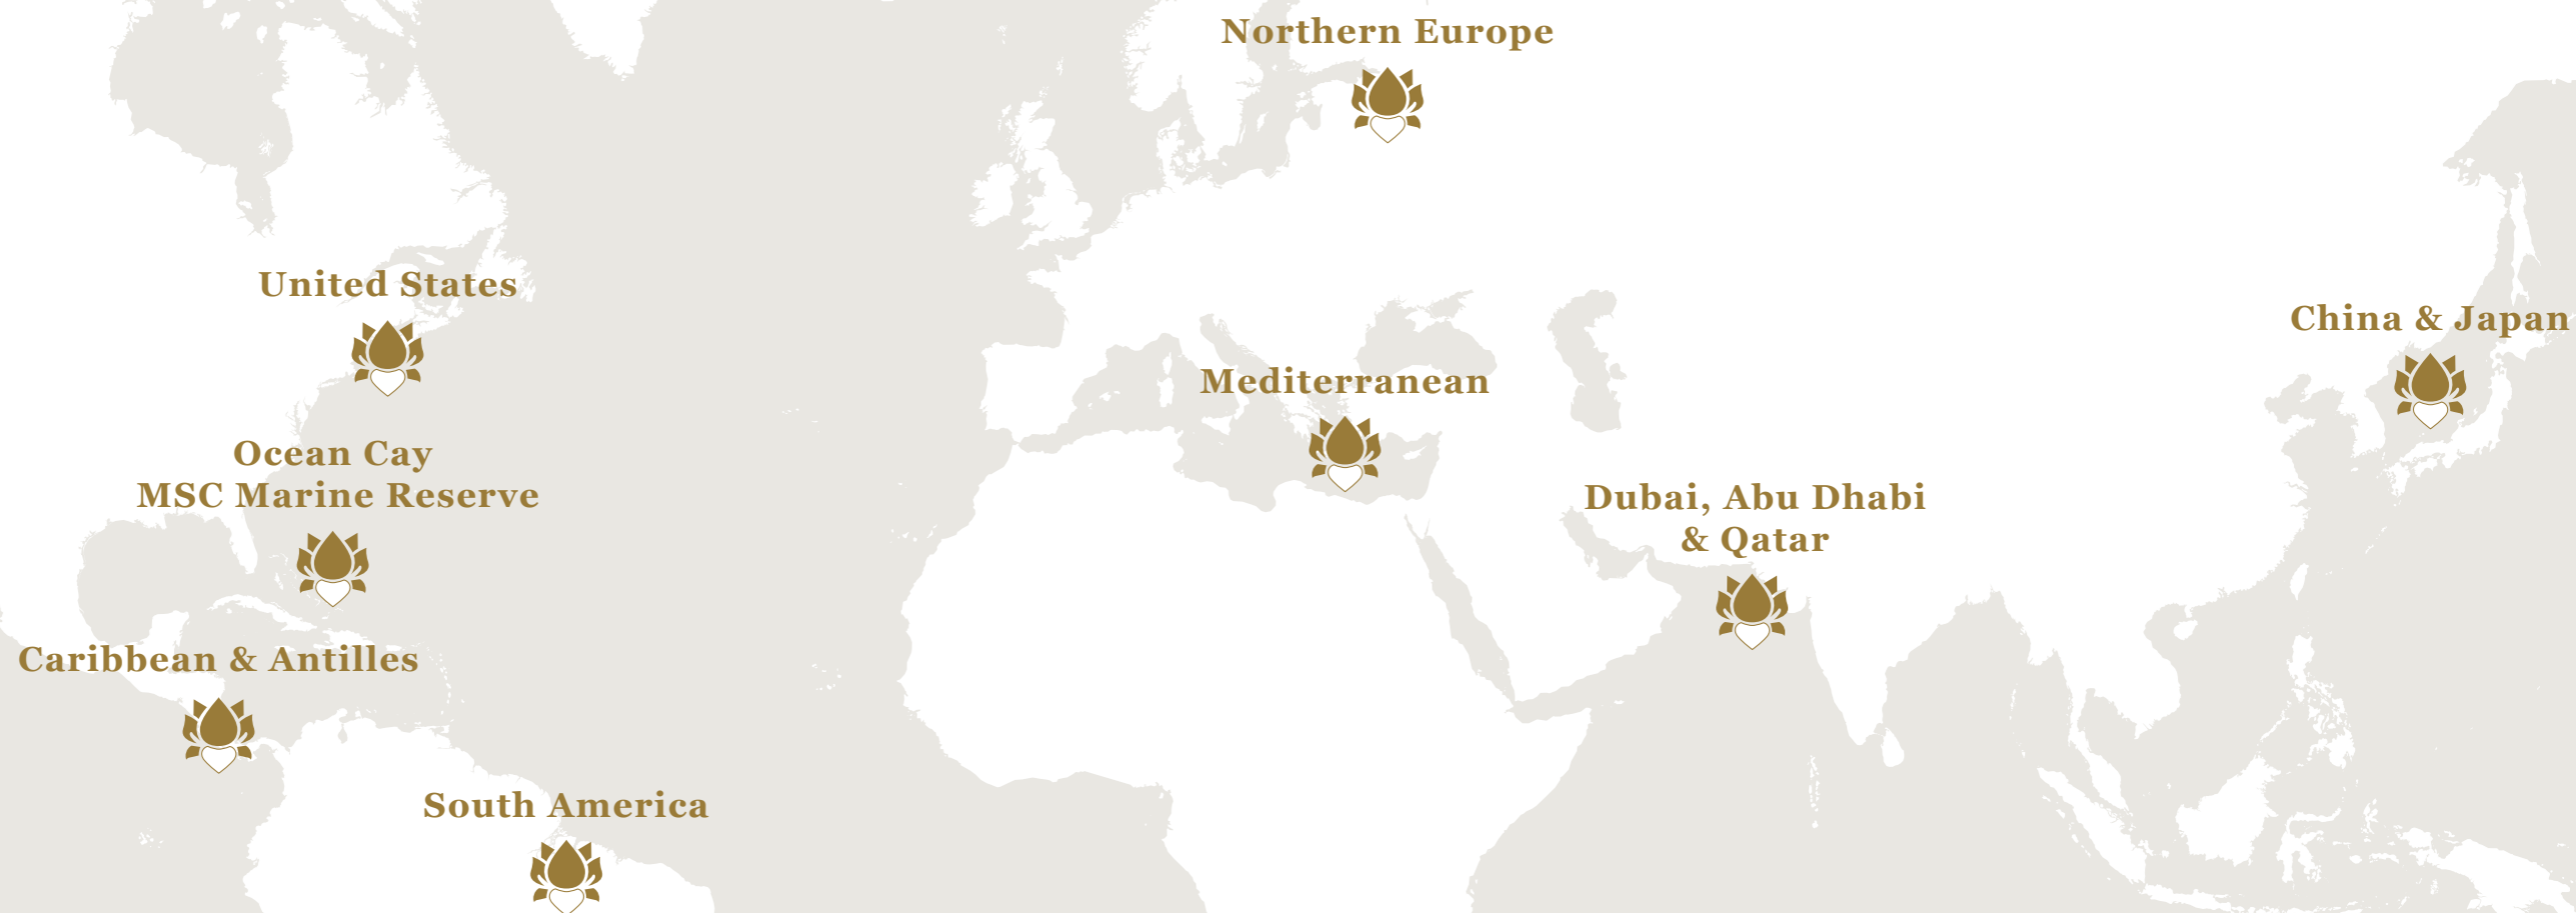 Northern Europe
United States
China & Japan
Mediterranean
Ocean Cay
MSC Marine Reserve
Dubai, Abu Dhabi
& Qatar
Caribbean & Antilles
South America